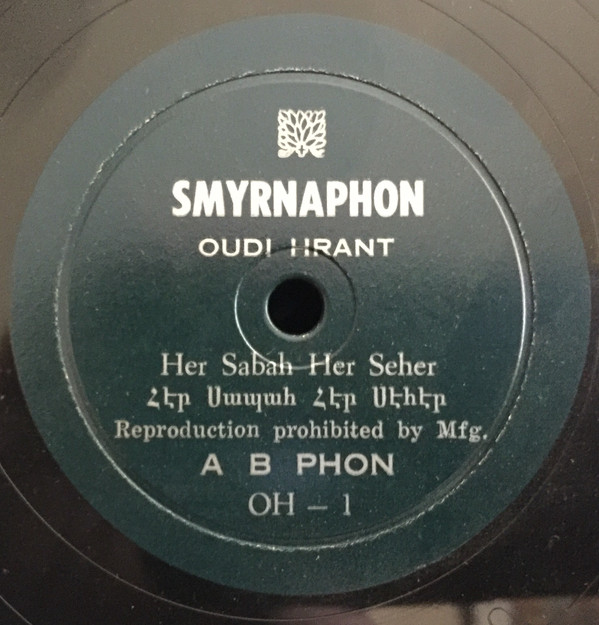 SMYRNAPHON
OUDI HRANT
Her Sabah Her Seher
Հէր Սապահ Հէր Սէհէր
Reproduction prohibited by Mfg.
A B PHON
OH – 1